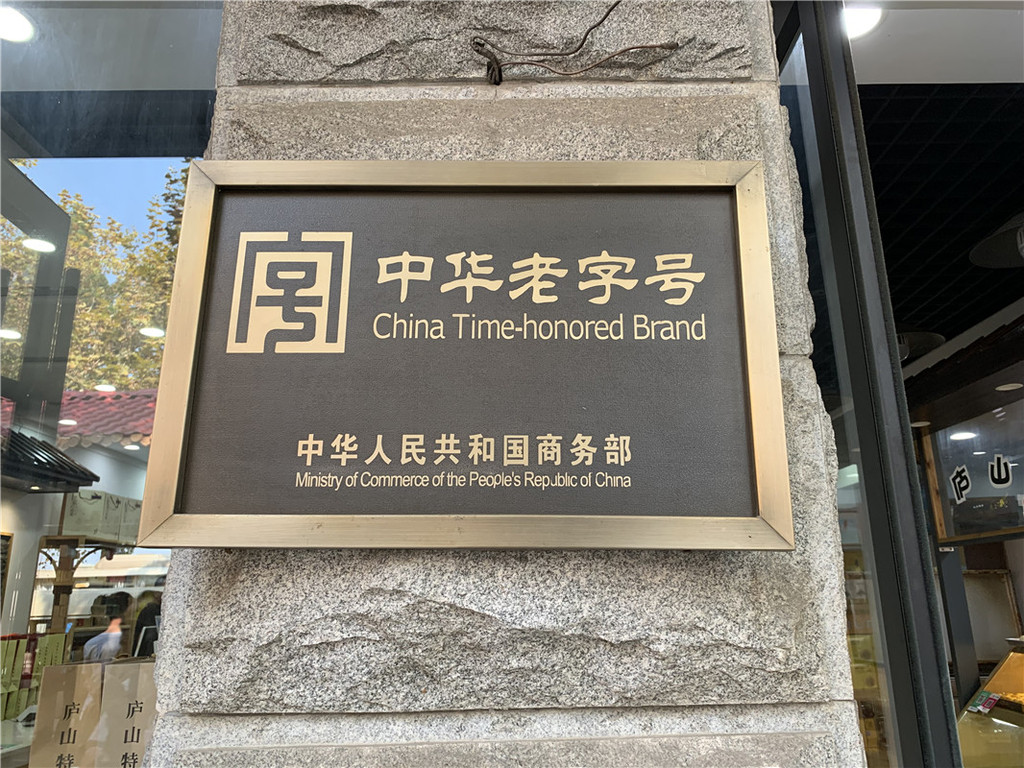 中华老字号
China Time-honored Brand
中华人民共和国商务部
Ministry of Commerce of the People's Republic of China
庐山
庐山特
庐山特